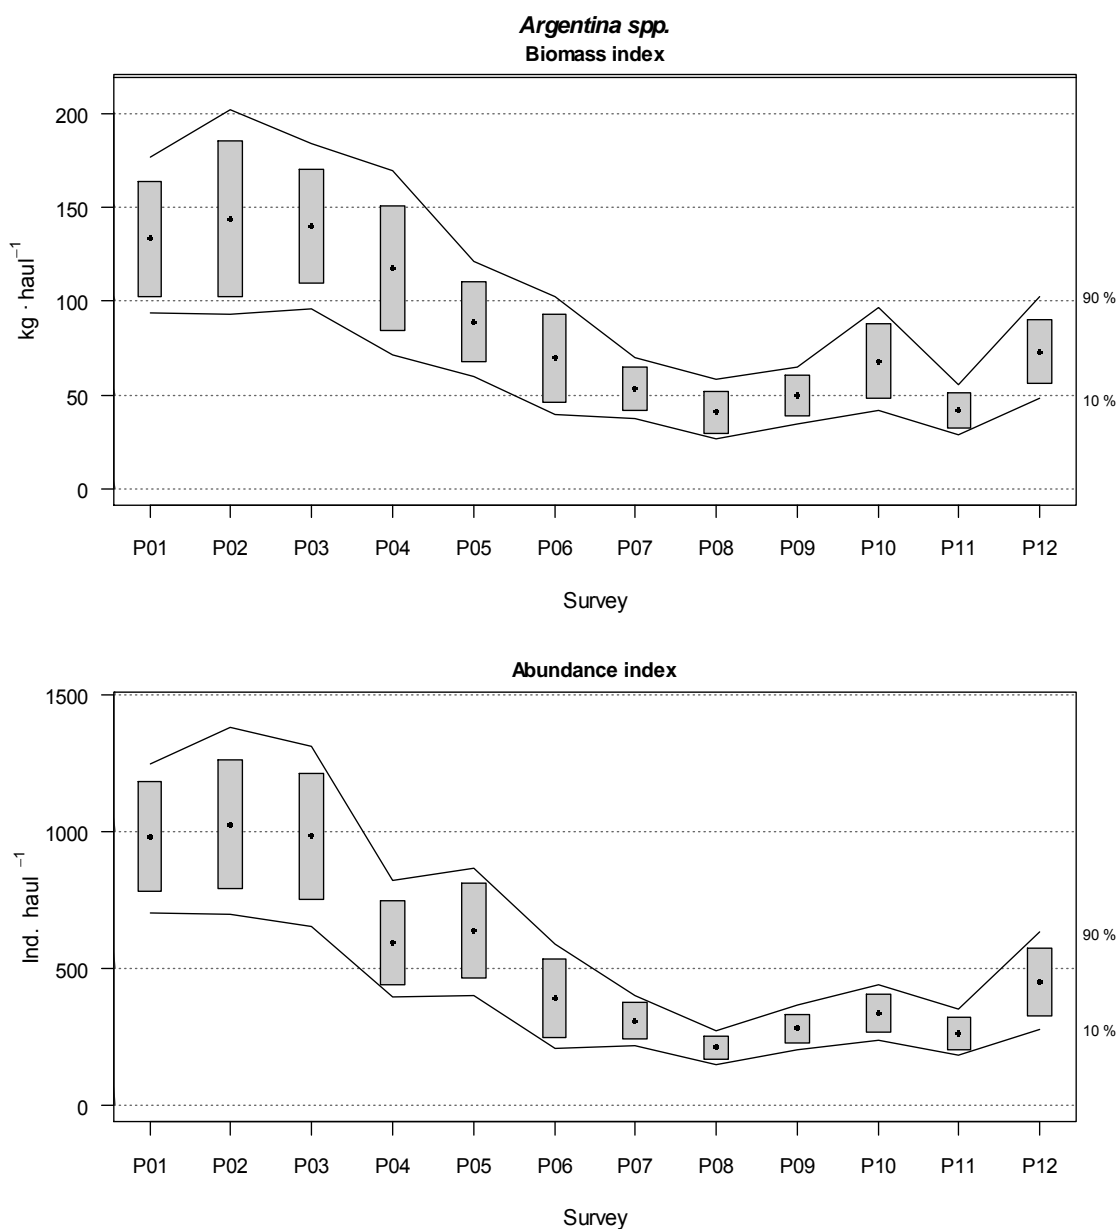 Argentina spp.
Biomass index
200
150
100
50
0
kg · haul⁻¹
90 %
10 %
P01 P02 P03 P04 P05 P06 P07 P08 P09 P10 P11 P12
Survey
Abundance index
1500
1000
500
0
Ind. haul ⁻¹
90 %
10 %
P01 P02 P03 P04 P05 P06 P07 P08 P09 P10 P11 P12
Survey